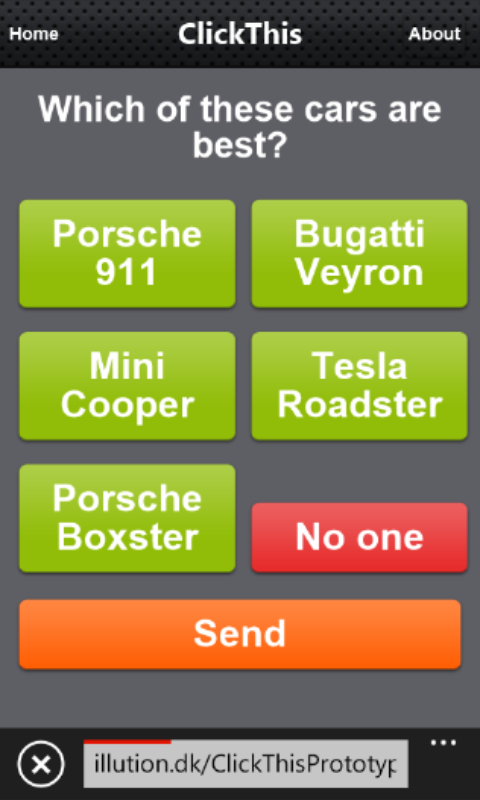 Home ClickThis About
Which of these cars are
best?
Porsche
911
Bugatti
Veyron
Mini
Cooper
Tesla
Roadster
Porsche
Boxster
No one
Send
illution.dk/ClickThisPrototyp